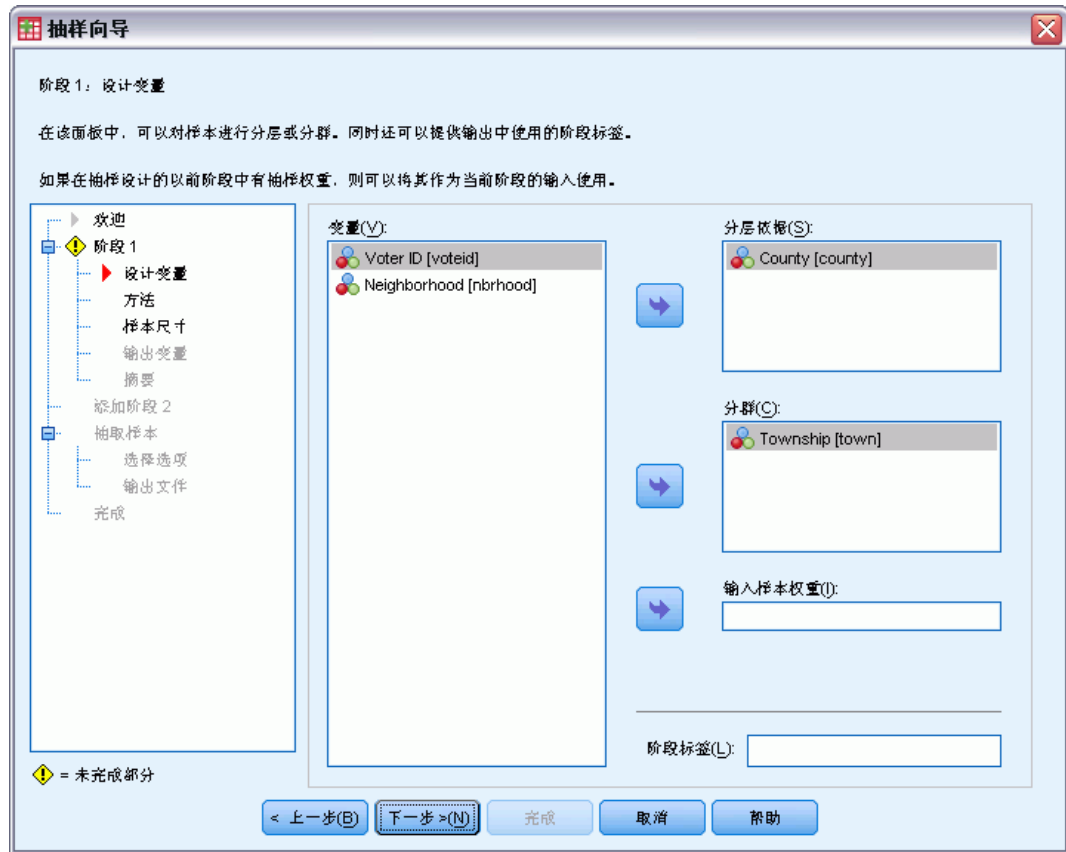 抽样向导
阶段 1：设计变量
在该面板中，可以对样本进行分层或分群。同时还可以提供输出中使用的阶段标签。
如果在抽样设计的以前阶段中有抽样权重，则可以将其作为当前阶段的输入使用。
欢迎
阶段 1
设计变量
方法
样本尺寸
输出变量
摘要
添加阶段 2
抽取样本
选择选项
输出文件
完成
= 未完成部分
变量(V):
Voter ID [voteid]
Neighborhood [nbrhood]
分层依据(S):
County [county]
分群(C):
Township [town]
输入样本权重(I):
阶段标签(L):
< 上一步(B)
下一步 >(N)
完成
取消
帮助